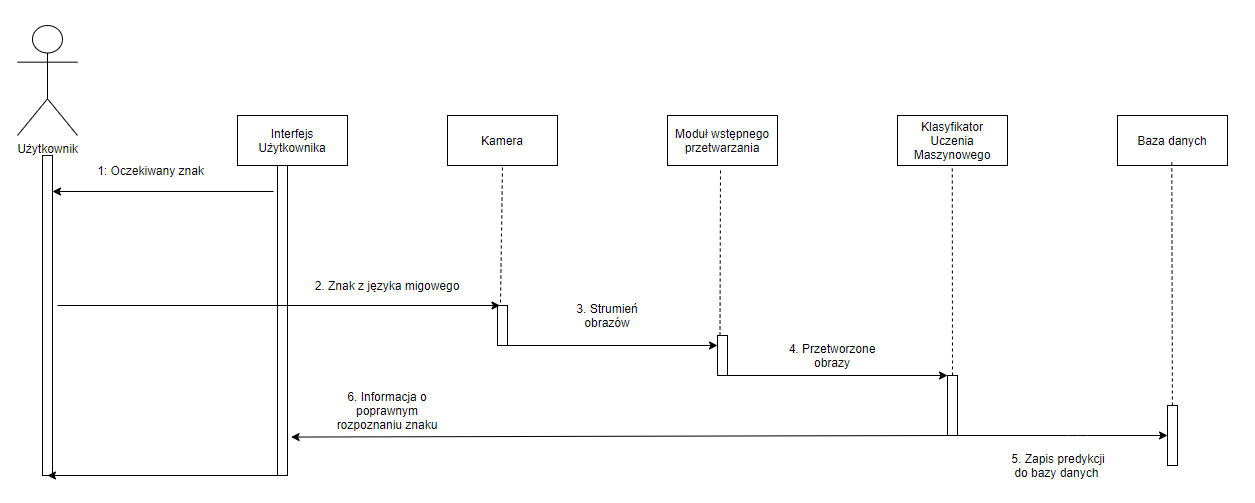 Użytkownik
Interfejs
Użytkownika
Kamera
Moduł wstępnego
przetwarzania
Klasyfikator
Uczenia
Maszynowego
Baza danych
1: Oczekiwany znak
2. Znak z języka migowego
3. Strumień
obrazów
4. Przetworzone
obrazy
6. Informacja o
poprawnym
rozpoznaniu znaku
5. Zapis predykcji
do bazy danych